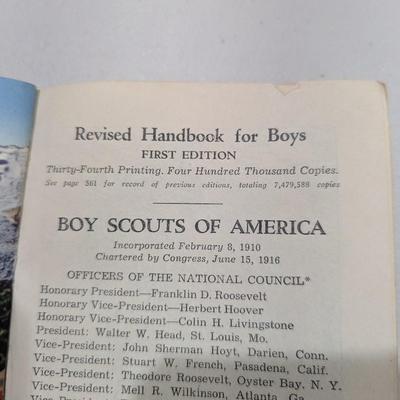 Revised Handbook for Boys
FIRST EDITION
Thirty-Fourth Printing. Four Hundred Thousand Copies.
See page 561 for record of previous editions, totaling 7,479,588 copies
BOY SCOUTS OF AMERICA
Incorporated February 8, 1910
Chartered by Congress, June 15, 1916
OFFICERS OF THE NATIONAL COUNCIL*
Honorary President—Franklin D. Roosevelt
Honorary Vice-President—Herbert Hoover
Honorary Vice-President—Colin H. Livingstone
President: Walter W. Head, St. Louis, Mo.
Vice-President: John Sherman Hoyt, Darien, Conn.
Vice-President: Stuart W. French, Pasadena, Calif.
Vice-President: Theodore Roosevelt, Oyster Bay, N. Y.
Vice-President: Mell R. Wilkinson, Atlanta, Ga.